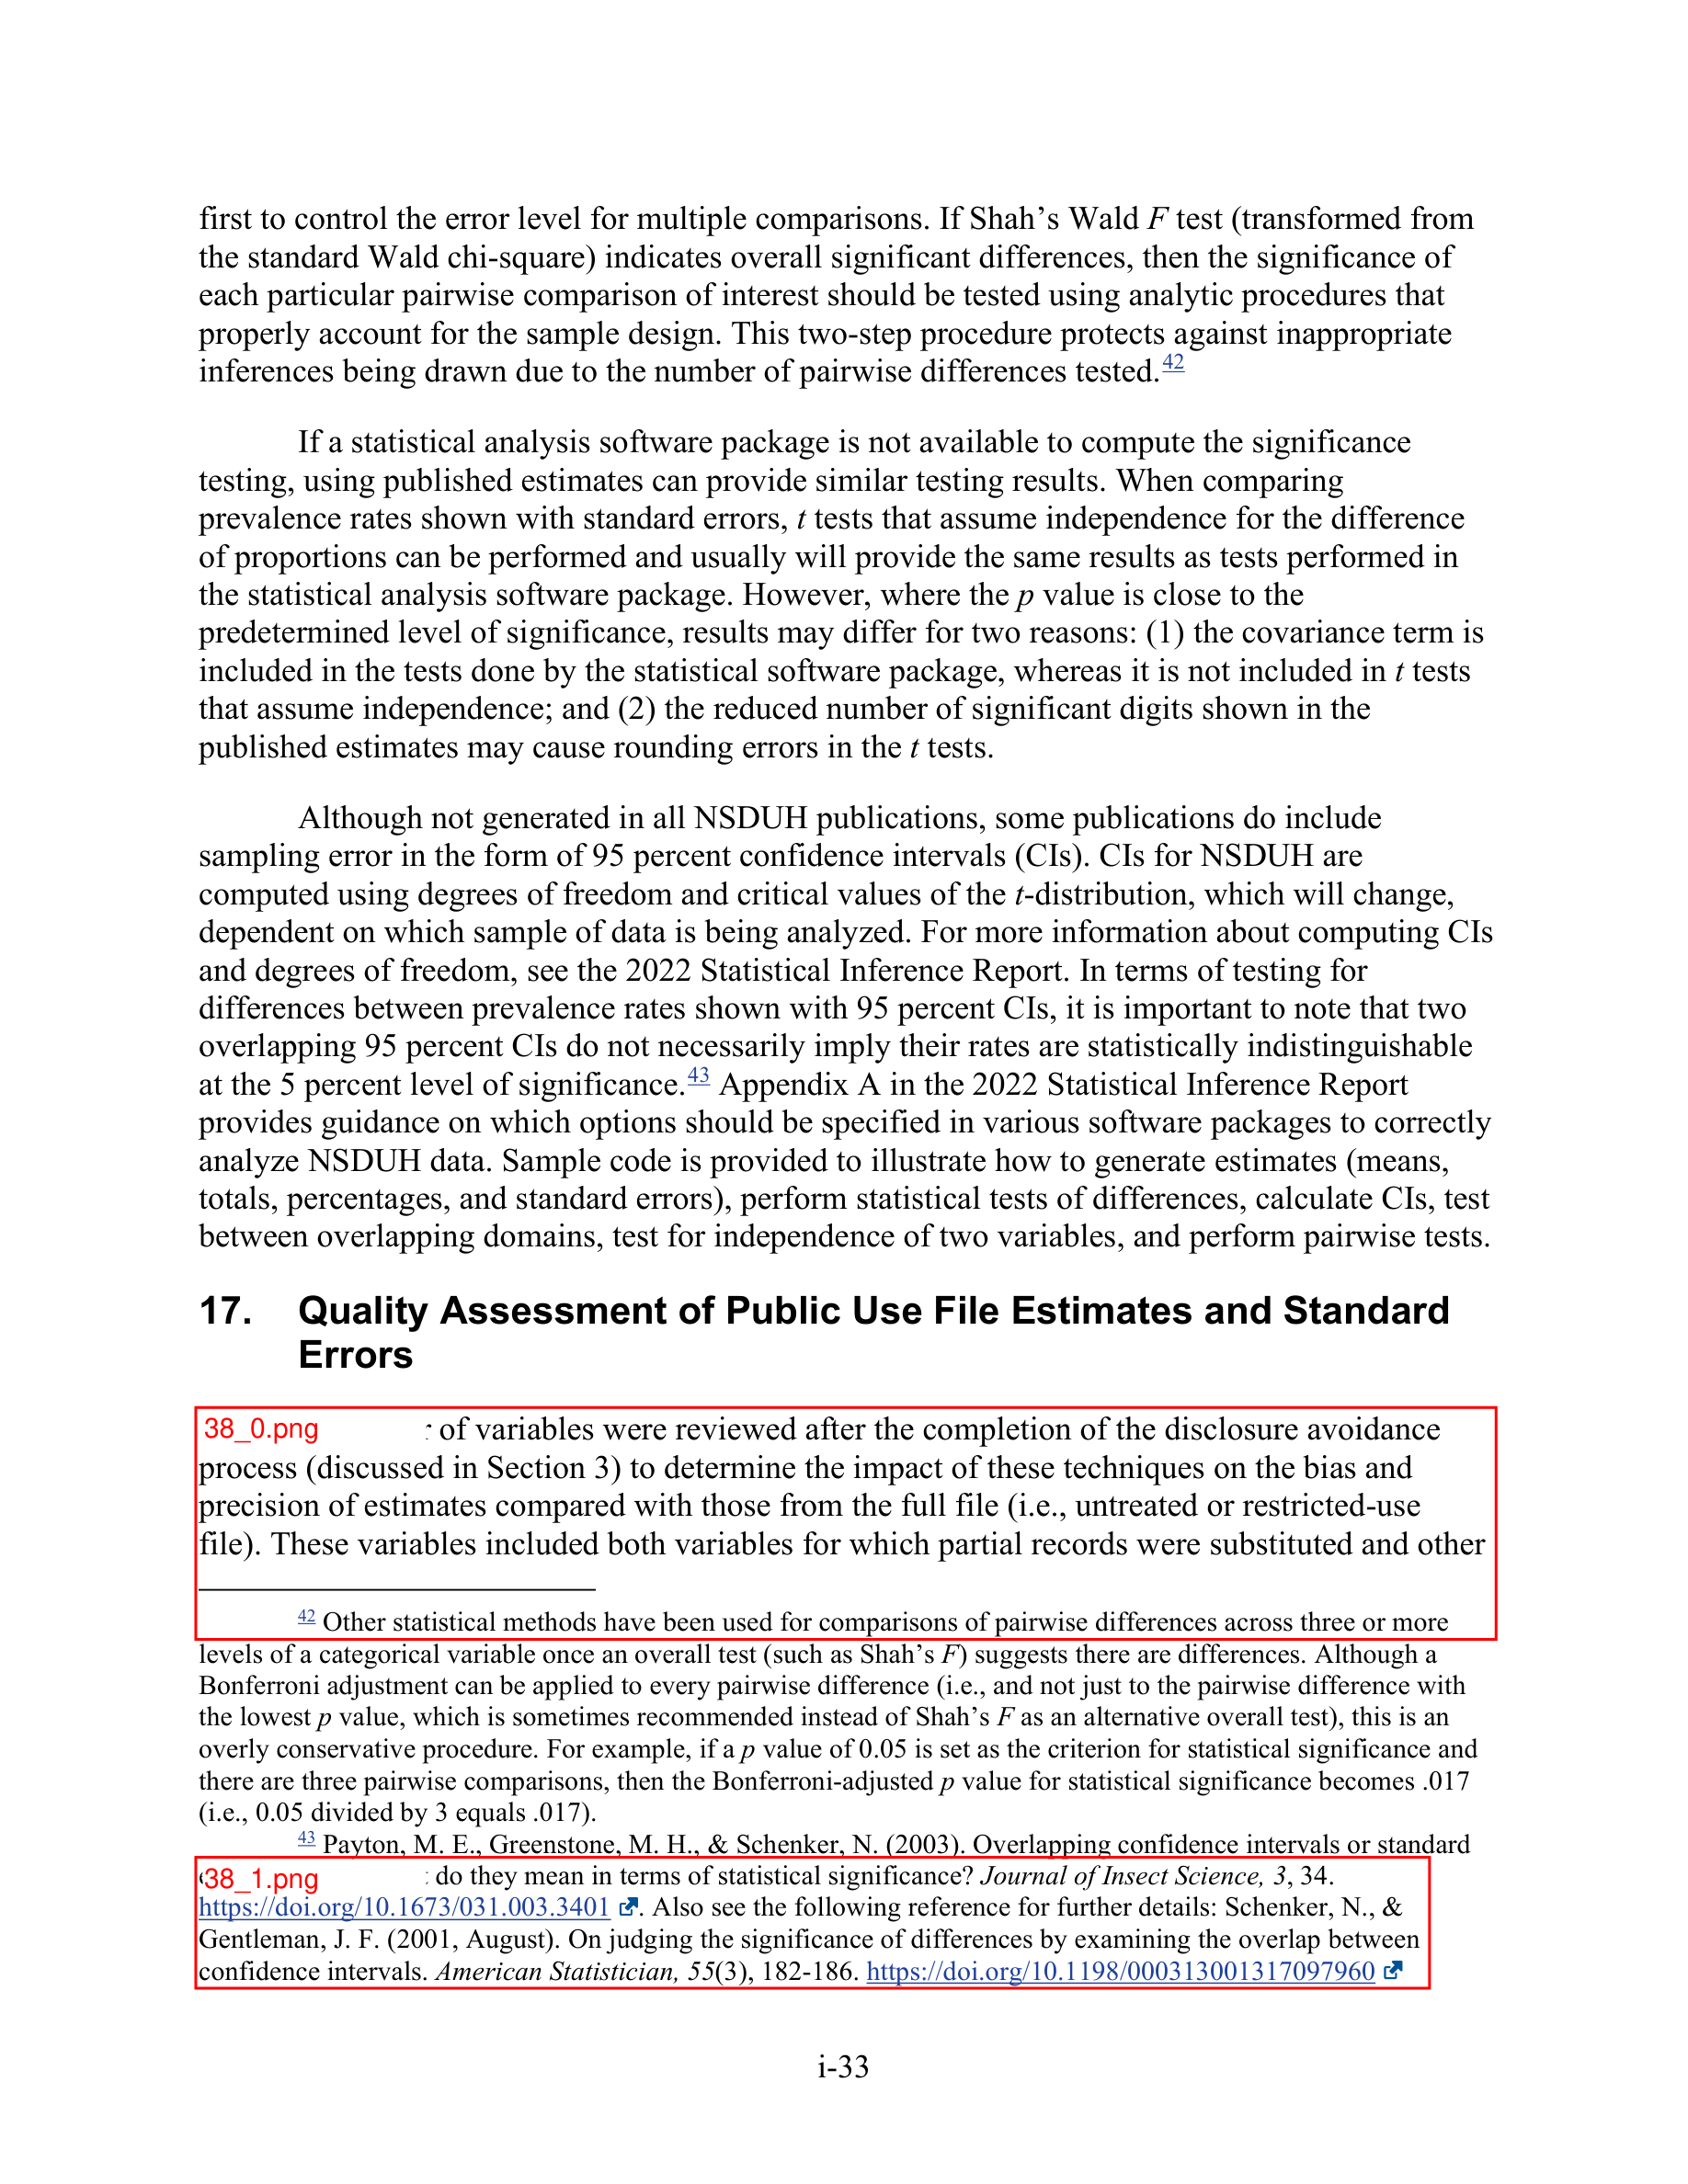 first to control the error level for multiple comparisons. If Shah’s Wald F test (transformed from
the standard Wald chi-square) indicates overall significant differences, then the significance of
each particular pairwise comparison of interest should be tested using analytic procedures that
properly account for the sample design. This two-step procedure protects against inappropriate
inferences being drawn due to the number of pairwise differences tested.42
If a statistical analysis software package is not available to compute the significance
testing, using published estimates can provide similar testing results. When comparing
prevalence rates shown with standard errors, t tests that assume independence for the difference
of proportions can be performed and usually will provide the same results as tests performed in
the statistical analysis software package. However, where the p value is close to the
predetermined level of significance, results may differ for two reasons: (1) the covariance term is
included in the tests done by the statistical software package, whereas it is not included in t tests
that assume independence; and (2) the reduced number of significant digits shown in the
published estimates may cause rounding errors in the t tests.
Although not generated in all NSDUH publications, some publications do include
sampling error in the form of 95 percent confidence intervals (CIs). CIs for NSDUH are
computed using degrees of freedom and critical values of the t-distribution, which will change,
dependent on which sample of data is being analyzed. For more information about computing CIs
and degrees of freedom, see the 2022 Statistical Inference Report. In terms of testing for
differences between prevalence rates shown with 95 percent CIs, it is important to note that two
overlapping 95 percent CIs do not necessarily imply their rates are statistically indistinguishable
at the 5 percent level of significance.43 Appendix A in the 2022 Statistical Inference Report
provides guidance on which options should be specified in various software packages to correctly
analyze NSDUH data. Sample code is provided to illustrate how to generate estimates (means,
totals, percentages, and standard errors), perform statistical tests of differences, calculate CIs, test
between overlapping domains, test for independence of two variables, and perform pairwise tests.
17. Quality Assessment of Public Use File Estimates and Standard
Errors
38_0.png of variables were reviewed after the completion of the disclosure avoidance
process (discussed in Section 3) to determine the impact of these techniques on the bias and
precision of estimates compared with those from the full file (i.e., untreated or restricted-use
file). These variables included both variables for which partial records were substituted and other
42 Other statistical methods have been used for comparisons of pairwise differences across three or more
levels of a categorical variable once an overall test (such as Shah’s F) suggests there are differences. Although a
Bonferroni adjustment can be applied to every pairwise difference (i.e., and not just to the pairwise difference with
the lowest p value, which is sometimes recommended instead of Shah’s F as an alternative overall test), this is an
overly conservative procedure. For example, if a p value of 0.05 is set as the criterion for statistical significance and
there are three pairwise comparisons, then the Bonferroni-adjusted p value for statistical significance becomes .017
(i.e., 0.05 divided by 3 equals .017).
43 Payton, M. E., Greenstone, M. H., & Schenker, N. (2003). Overlapping confidence intervals or standard
38_1.png do they mean in terms of statistical significance? Journal of Insect Science, 3, 34.
https://doi.org/10.1673/031.003.3401. Also see the following reference for further details: Schenker, N., &
Gentleman, J. F. (2001, August). On judging the significance of differences by examining the overlap between
confidence intervals. American Statistician, 55(3), 182-186. https://doi.org/10.1198/000313001317097960
i-33